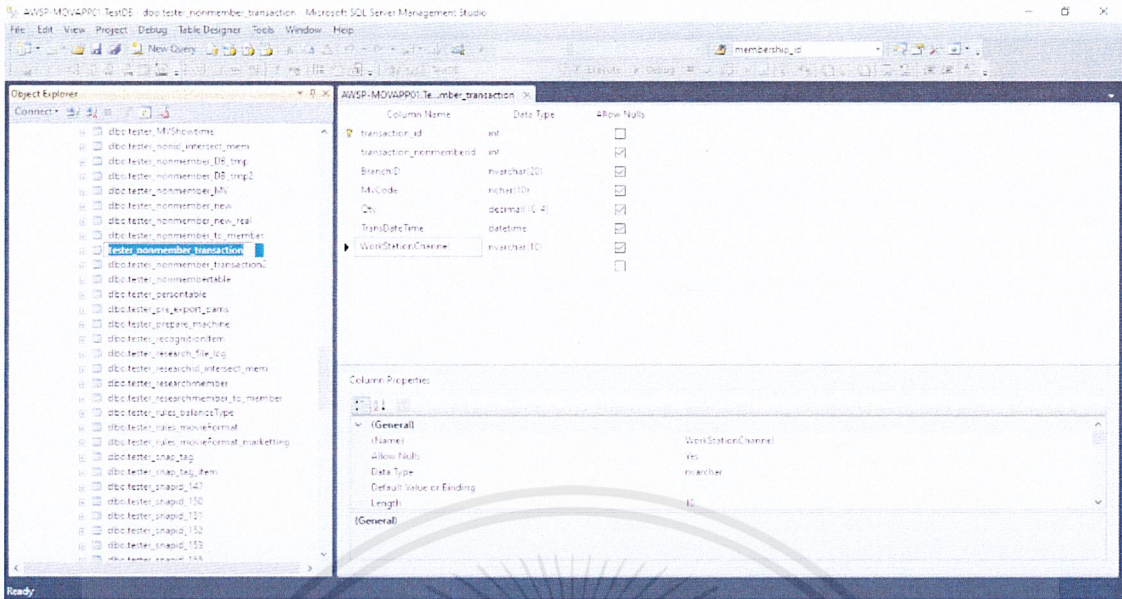 AWSP-MOVAPP01.TestDB - dbo.tester_nonmember_transaction - Microsoft SQL Server Management Studio
File Edit View Project Debug Table Designer Tools Window Help
New Query
membership_id
Execute Debug
Object Explorer
AWSP-MOVAPP01.Te...mber_transaction
Connect
Column Name Data Type Allow Nulls
dbo.tester_MVShowtime
transaction_id int
dbo.tester_nonid_intersect_mem
transaction_nonmemberid int
dbo.tester_nonmember_DB_tmp
dbo.tester_nonmember_DB_tmp2
BranchID nvarchar(20)
dbo.tester_nonmember_MV
MvCode nchar(10)
dbo.tester_nonmember_new
Qty decimal(10, 4)
dbo.tester_nonmember_new_real
TransDateTime datetime
dbo.tester_nonmember_to_member
WorkStationChannel nvarchar(10)
tester_nonmember_transaction
dbo.tester_nonmember_transaction2
dbo.tester_nonmembertable
dbo.tester_persontable
dbo.tester_pre_export_parms
dbo.tester_prepare_machine
dbo.tester_recognitionitem
dbo.tester_research_file_log
dbo.tester_researchid_intersect_mem
dbo.tester_researchmember
dbo.tester_researchmember_to_member
dbo.tester_rules_balanceType
dbo.tester_rules_movieFormat
dbo.tester_rules_movieFormat_marketting
dbo.tester_snap_tag
dbo.tester_snap_tag_item
dbo.tester_snapid_147
dbo.tester_snapid_150
dbo.tester_snapid_151
dbo.tester_snapid_152
dbo.tester_snapid_153
dbo.tester_snapid_155
Column Properties
(General)
(Name) WorkStationChannel
Allow Nulls Yes
Data Type nvarchar
Default Value or Binding
Length 10
(General)
Ready